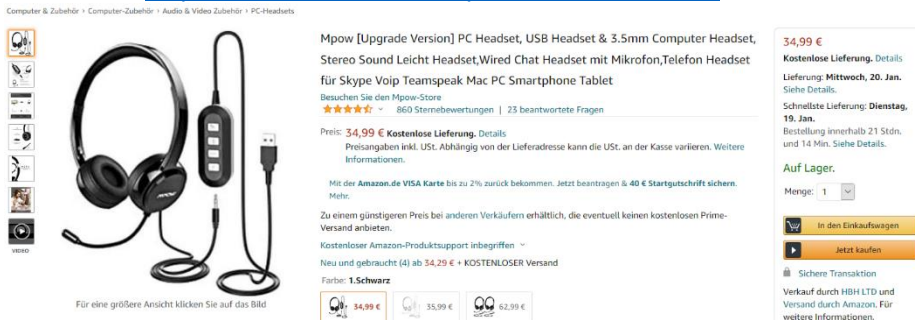 Computer & Zubehör › Computer-Zubehör › Audio & Video Zubehör › PC-Headsets
Mpow [Upgrade Version] PC Headset, USB Headset & 3.5mm Computer Headset,
Stereo Sound Leicht Headset,Wired Chat Headset mit Mikrofon,Telefon Headset
für Skype Voip Teamspeak Mac PC Smartphone Tablet
Besuchen Sie den Mpow-Store
860 Sternebewertungen | 23 beantwortete Fragen
Preis: 34,99 € Kostenlose Lieferung. Details
Preisangaben inkl. USt. Abhängig von der Lieferadresse kann die USt. an der Kasse variieren. Weitere
Informationen.
Mit der Amazon.de VISA Karte bis zu 2% zurück bekommen. Jetzt beantragen & 40 € Startgutschrift sichern.
Mehr.
Zu einem günstigeren Preis bei anderen Verkäufern erhältlich, die eventuell keinen kostenlosen Prime-
Versand anbieten.
Kostenloser Amazon-Produktsupport inbegriffen
Neu und gebraucht (4) ab 34,29 € + KOSTENLOSER Versand
Farbe: 1.Schwarz
34,99 €
35,99 €
62,99 €
MPOW
VIDEO
Für eine größere Ansicht klicken Sie auf das Bild
34,99 €
Kostenlose Lieferung. Details
Lieferung: Mittwoch, 20. Jan.
Siehe Details.
Schnellste Lieferung: Dienstag,
19. Jan.
Bestellung innerhalb 21 Stdn.
und 14 Min. Siehe Details.
Auf Lager.
Menge: 1
In den Einkaufswagen
Jetzt kaufen
Sichere Transaktion
Verkauf durch HBH LTD und
Versand durch Amazon. Für
weitere Informationen,